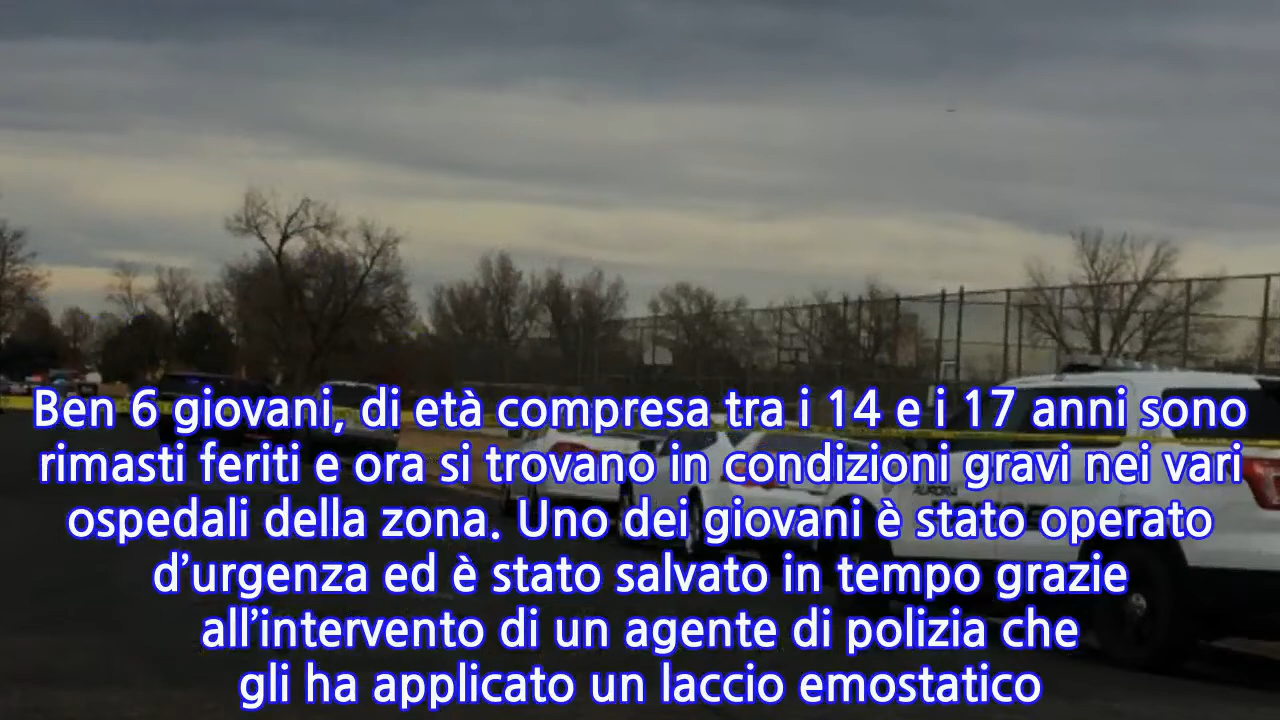 Ben 6 giovani, di età compresa tra i 14 e i 17 anni sono
rimasti feriti e ora si trovano in condizioni gravi nei vari
ospedali della zona. Uno dei giovani è stato operato
d’urgenza ed è stato salvato in tempo grazie
all’intervento di un agente di polizia che
gli ha applicato un laccio emostatico
AURORA